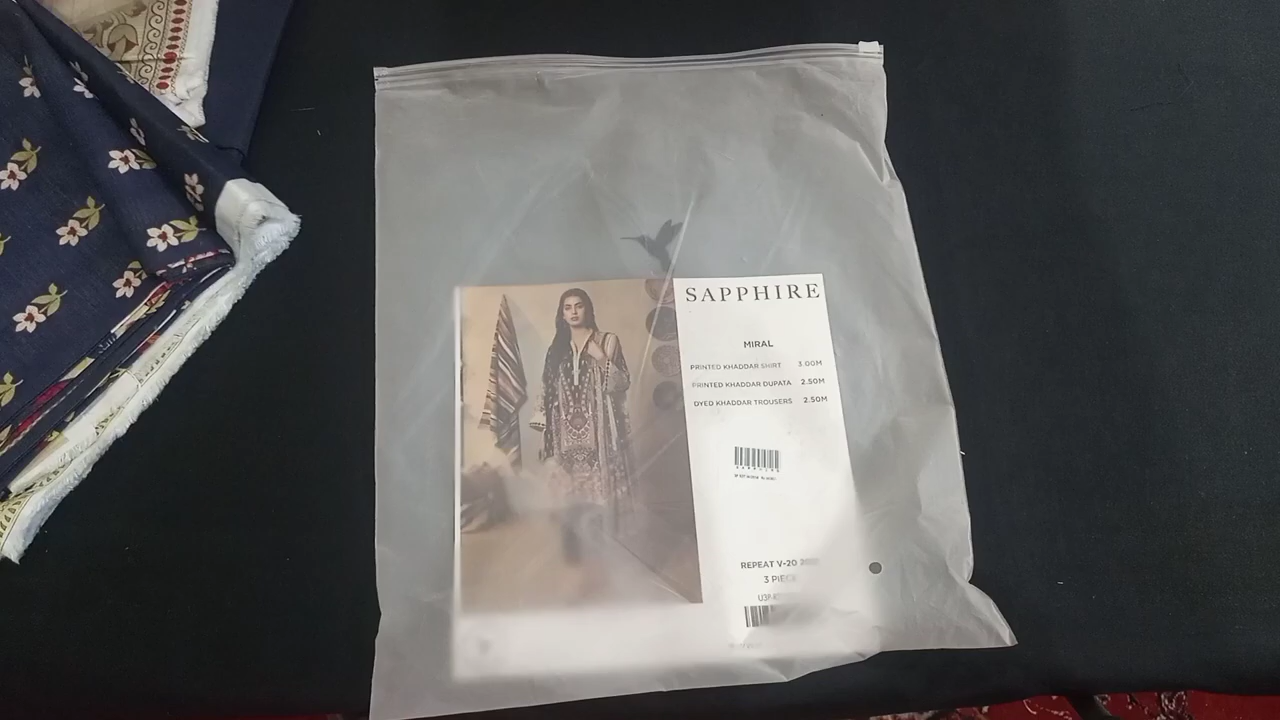 SAPPHIRE
MIRAL
PRINTED KHADDAR SHIRT 3.00M
PRINTED KHADDAR DUPATA 2.50M
DYED KHADDAR TROUSERS 2.50M
REPEAT V-20
3 PIECE